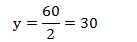 y = 60/2 = 30